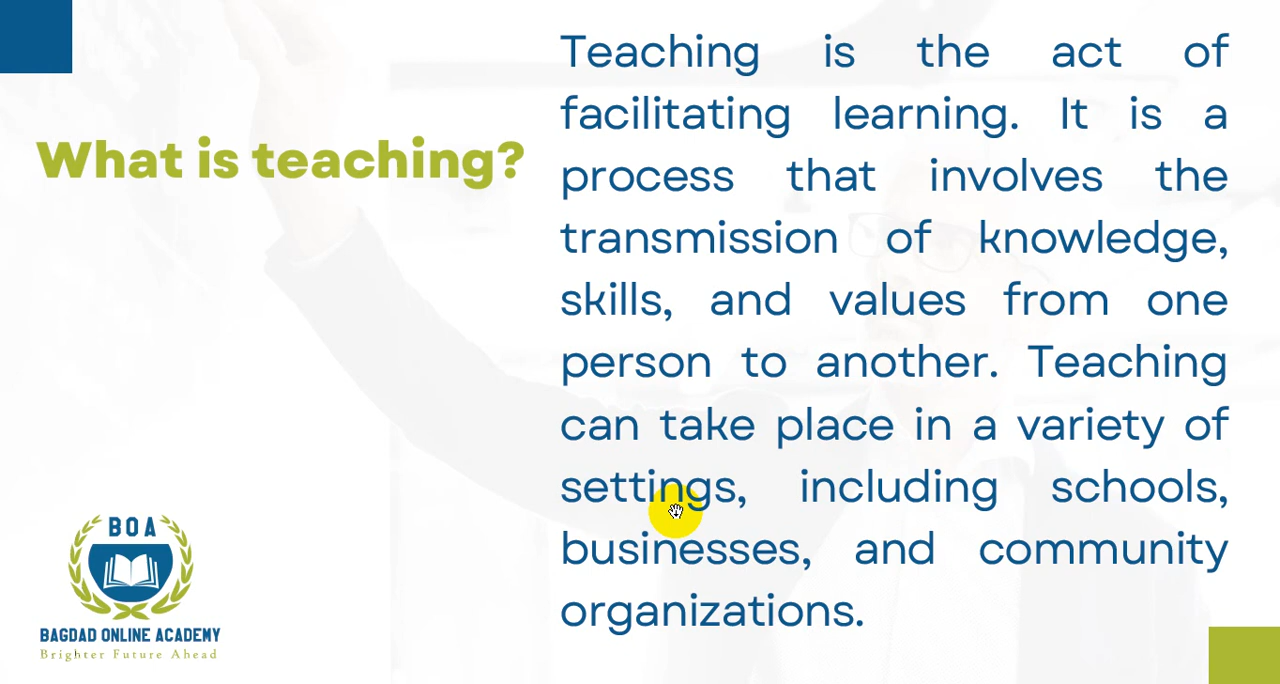 What is teaching?
Teaching is the act of
facilitating learning. It is a
process that involves the
transmission of knowledge,
skills, and values from one
person to another. Teaching
can take place in a variety of
settings, including schools,
businesses, and community
organizations.
BOA
BAGDAD ONLINE ACADEMY
Brighter Future Ahead